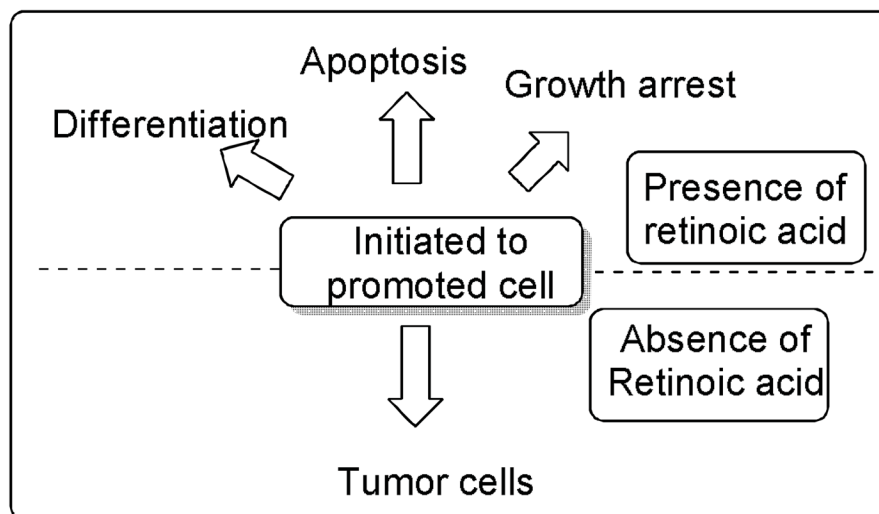 Apoptosis
Growth arrest
Differentiation
Presence of
retinoic acid
Initiated to
promoted cell
Absence of
Retinoic acid
Tumor cells